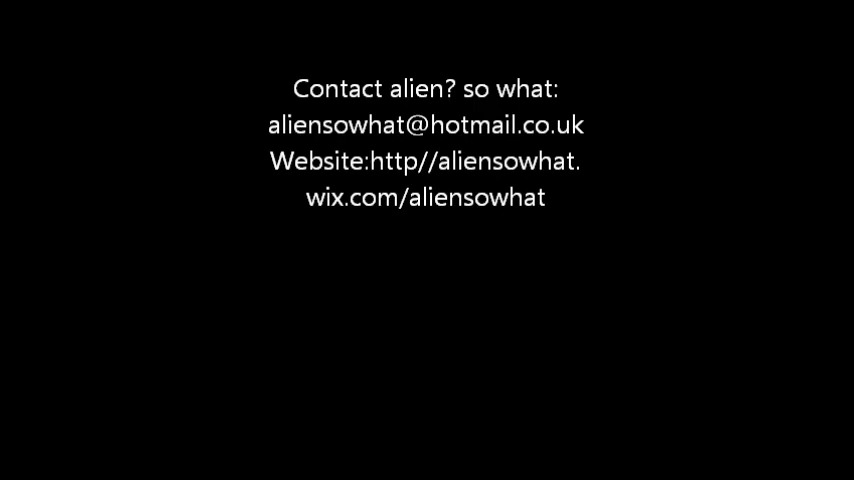 Contact alien? so what:
aliensowhat@hotmail.co.uk
Website:http//aliensowhat.
wix.com/aliensowhat